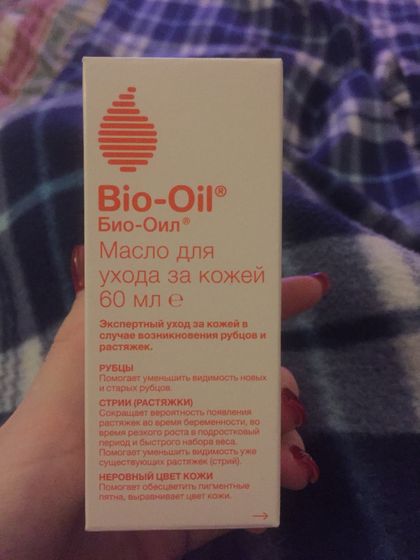 Bio-Oil®
Био-Оил®
Масло для
ухода за кожей
60 мл ℮
Экспертный уход за кожей в
случае возникновения рубцов и
растяжек.
РУБЦЫ
Помогает уменьшить видимость новых
и старых рубцов.
СТРИИ (РАСТЯЖКИ)
Сокращает вероятность появления
растяжек во время беременности, во
время резкого роста в подростковый
период и быстрого набора веса.
Помогает уменьшить видимость уже
существующих растяжек (стрий).
НЕРОВНЫЙ ЦВЕТ КОЖИ
Помогает обесцветить пигментные
пятна, выравнивает цвет кожи.